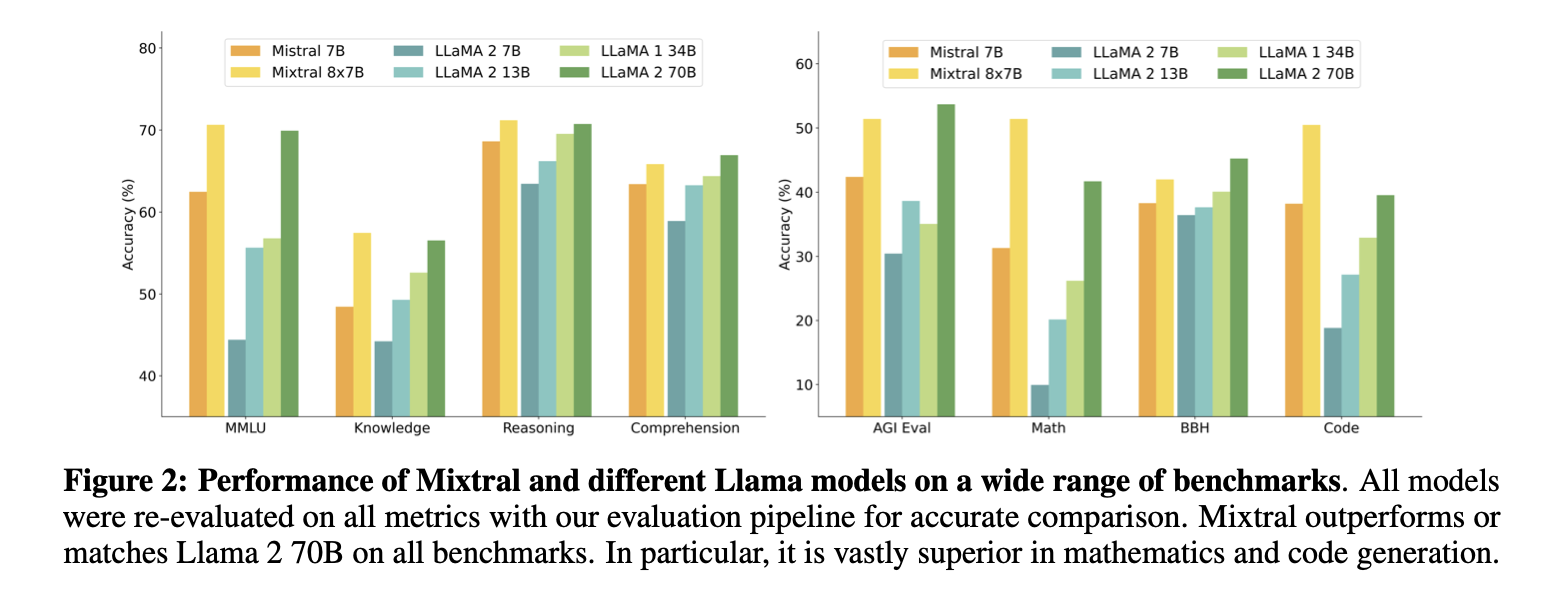 80
70
60
50
40
Accuracy (%)
Mistral 7B
Mixtral 8x7B
LLaMA 2 7B
LLaMA 2 13B
LLaMA 1 34B
LLaMA 2 70B
MMLU
Knowledge
Reasoning
Comprehension
60
50
40
30
20
10
Accuracy (%)
Mistral 7B
Mixtral 8x7B
LLaMA 2 7B
LLaMA 2 13B
LLaMA 1 34B
LLaMA 2 70B
AGI Eval
Math
BBH
Code
Figure 2: Performance of Mixtral and different Llama models on a wide range of benchmarks. All models
were re-evaluated on all metrics with our evaluation pipeline for accurate comparison. Mixtral outperforms or
matches Llama 2 70B on all benchmarks. In particular, it is vastly superior in mathematics and code generation.